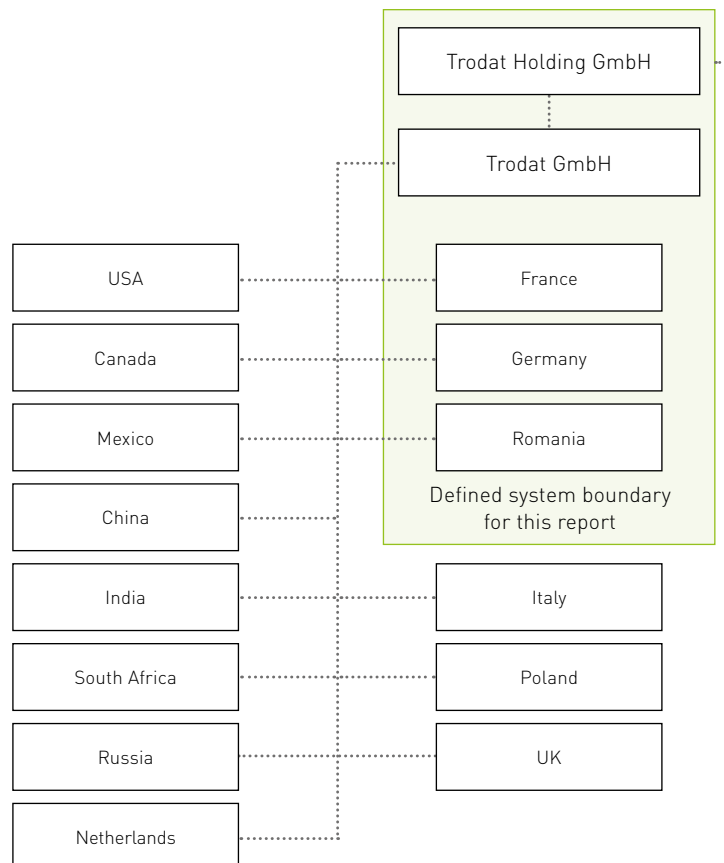 Trodat Holding GmbH
Trodat GmbH
USA
France
Canada
Germany
Mexico
Romania
Defined system boundary
for this report
China
India
Italy
South Africa
Poland
Russia
UK
Netherlands